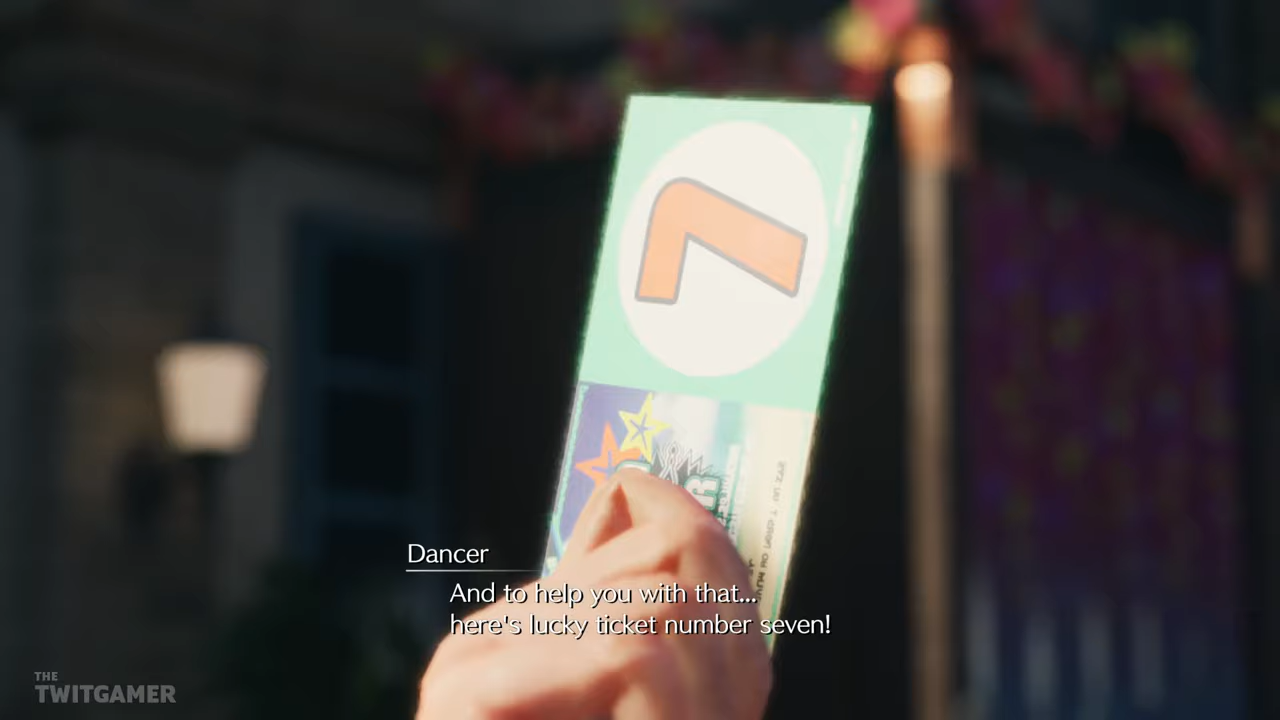 7
Dancer
And to help you with that...
here's lucky ticket number seven!
THE
TWITGAMER